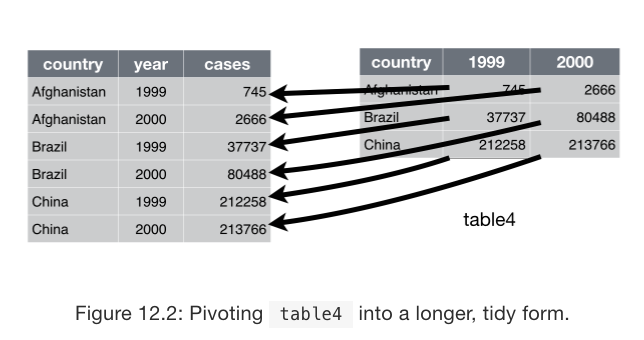 country year cases
Afghanistan 1999 745
Afghanistan 2000 2666
Brazil 1999 37737
Brazil 2000 80488
China 1999 212258
China 2000 213766
country 1999 2000
Afghanistan 745 2666
Brazil 37737 80488
China 212258 213766
table4
Figure 12.2: Pivoting table4 into a longer, tidy form.